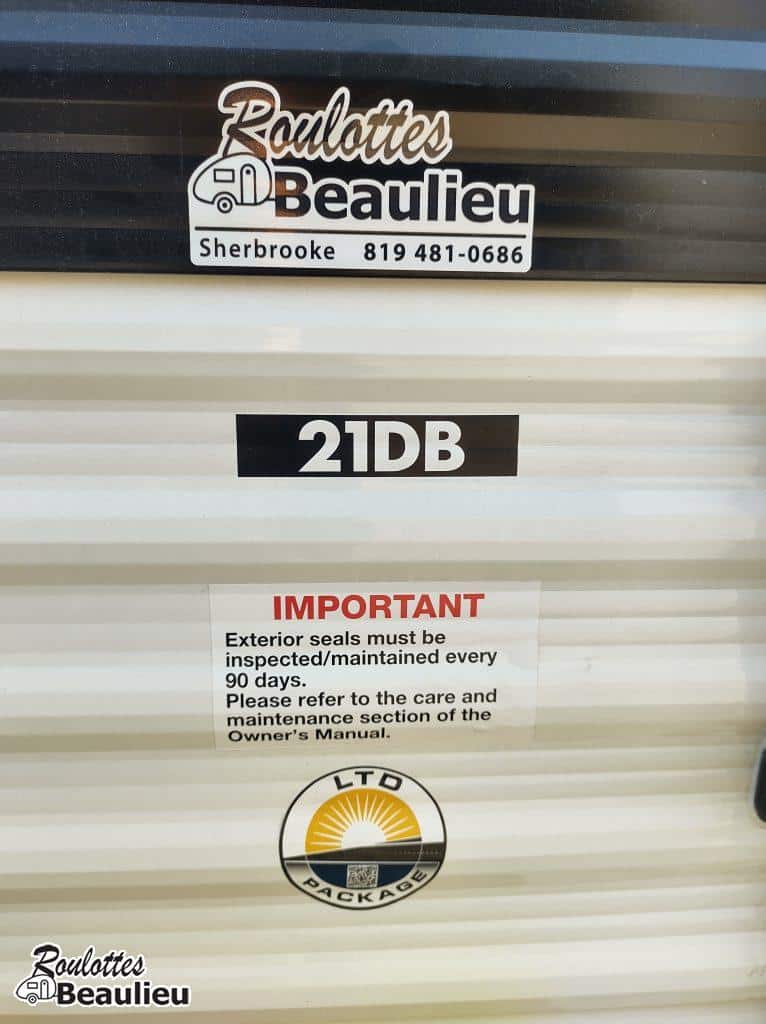 Roulottes
Beaulieu
Sherbrooke 819 481-0686
21DB
IMPORTANT
Exterior seals must be
inspected/maintained every
90 days.
Please refer to the care and
maintenance section of the
Owner's Manual.
LTD
PACKAGE
Roulottes
Beaulieu